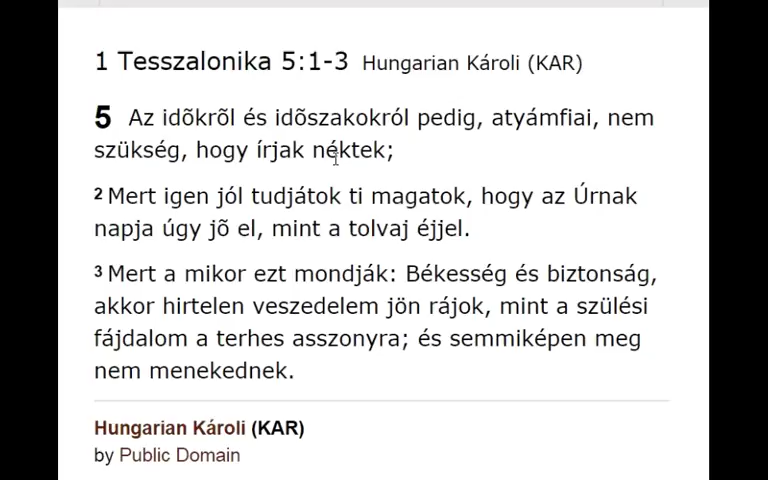 1 Tesszalonika 5:1-3 Hungarian Károli (KAR)
5 Az idõkrõl és idõszakokról pedig, atyámfiai, nem
szükség, hogy írjak néktek;
2 Mert igen jól tudjátok ti magatok, hogy az Úrnak
napja úgy jõ el, mint a tolvaj éjjel.
3 Mert a mikor ezt mondják: Békesség és biztonság,
akkor hirtelen veszedelem jön rájok, mint a szülési
fájdalom a terhes asszonyra; és semmiképen meg
nem menekednek.
Hungarian Károli (KAR)
by Public Domain